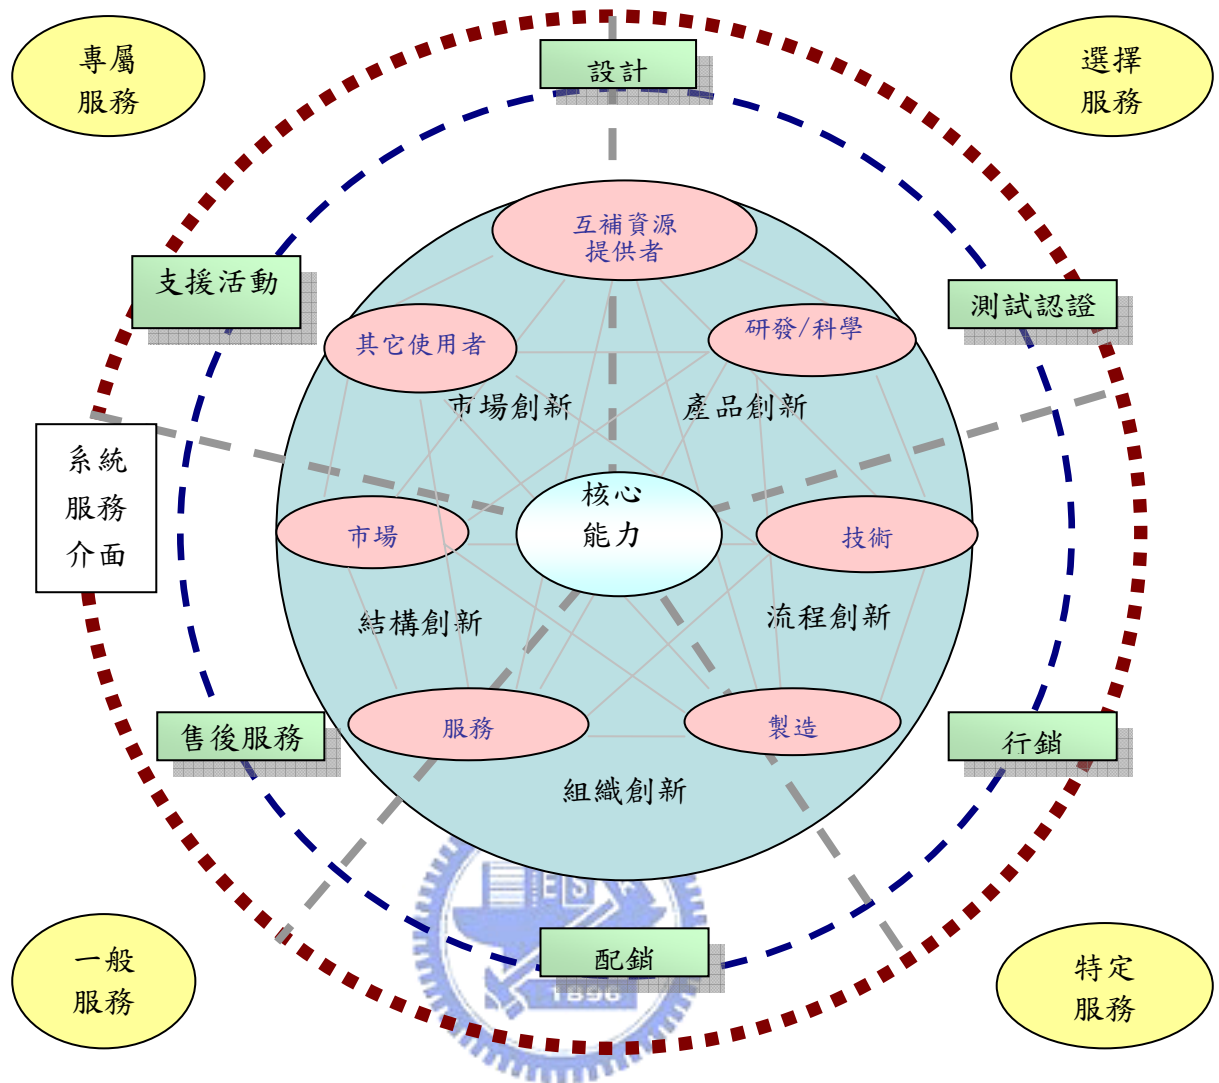 專屬
服務
設計
選擇
服務
互補資源
提供者
支援活動
測試認證
其它使用者
研發/科學
市場創新
產品創新
系統
服務
介面
核心
能力
市場
技術
結構創新
流程創新
售後服務
服務
製造
行銷
組織創新
ES
一般
服務
配銷
1896
特定
服務